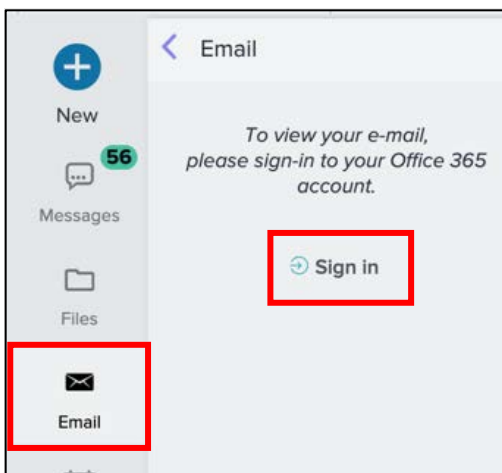 Email
New
To view your e-mail,
please sign-in to your Office 365
account.
56
Messages
Sign in
Files
Email